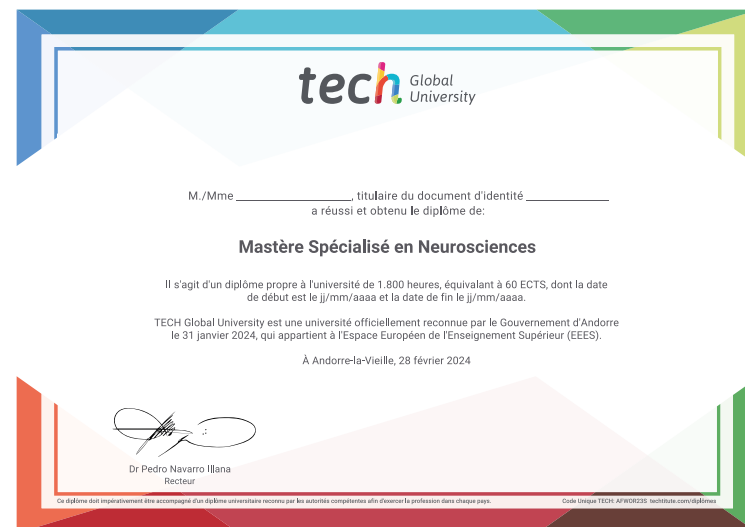 tech Global
University
M./Mme ____________________, titulaire du document d'identité ______________
a réussi et obtenu le diplôme de:
Mastère Spécialisé en Neurosciences
Il s'agit d'un diplôme propre à l'université de 1.800 heures, équivalant à 60 ECTS, dont la date
de début est le jj/mm/aaaa et la date de fin le jj/mm/aaaa.
TECH Global University est une université officiellement reconnue par le Gouvernement d'Andorre
le 31 janvier 2024, qui appartient à l'Espace Européen de l'Enseignement Supérieur (EEES).
À Andorre-la-Vieille, 28 février 2024
Dr Pedro Navarro Illana
Recteur
Ce diplôme doit impérativement être accompagné d'un diplôme universitaire reconnu par les autorités compétentes afin d'exercer la profession dans chaque pays. Code Unique TECH: AFWOR23S techtitute.com/diplômes